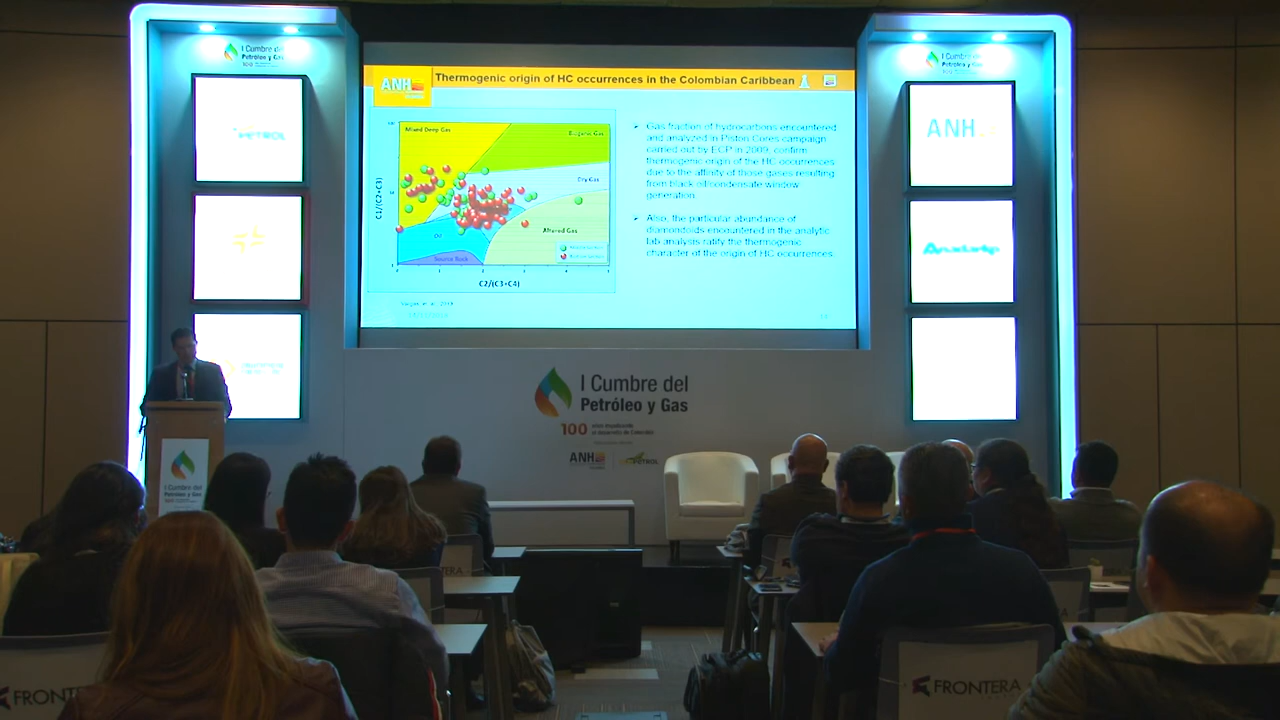 I Cumbre del
Petróleo y Gas
I Cumbre del
Petróleo y Gas
ANH
Thermogenic origin of HC occurrences in the Colombian Caribbean
Mixed Deep Gas
Biogenic Gas
Dry Gas
Oil
Altered Gas
Source Rock
C1/(C2+C3)
C2/(C3+C4)
Gas fraction of hydrocarbons encountered
and analyzed in Piston Cores campaign
carried out by ECP in 2009, confirm
thermogenic origin of the HC occurrences
due to the affinity of those gases resulting
from black oil/condensate window
generation.
Also, the particular abundance of
diamondoids encountered in the analytic
lab analysis ratify the thermogenic
character of the origin of HC occurrences.
ANH
I Cumbre del
Petróleo y Gas
100
ANH
I Cumbre del
Petróleo y Gas
FRONTERA
FRONTERA
FRONTERA